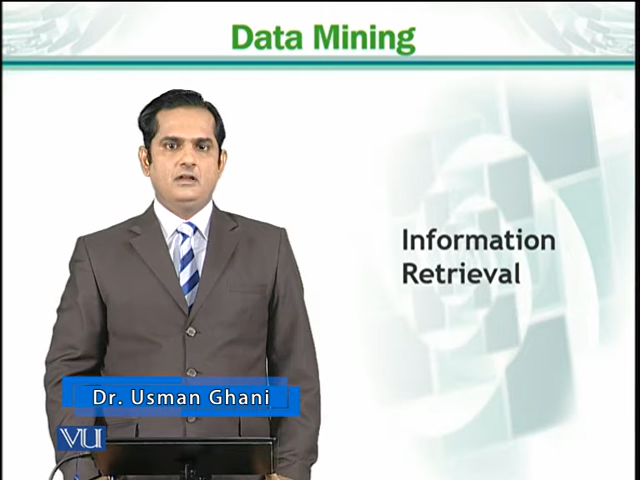 Data Mining
Information
Retrieval
Dr. Usman Ghani
VU